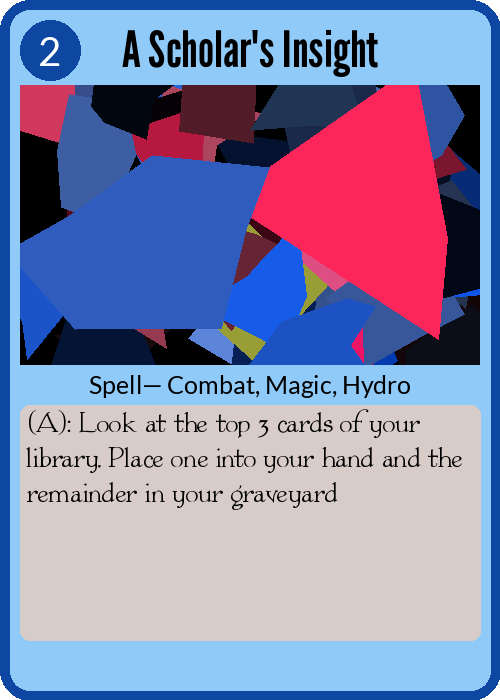 2
A Scholar's Insight
Spell— Combat, Magic, Hydro
(A): Look at the top 3 cards of your
library. Place one into your hand and the
remainder in your graveyard